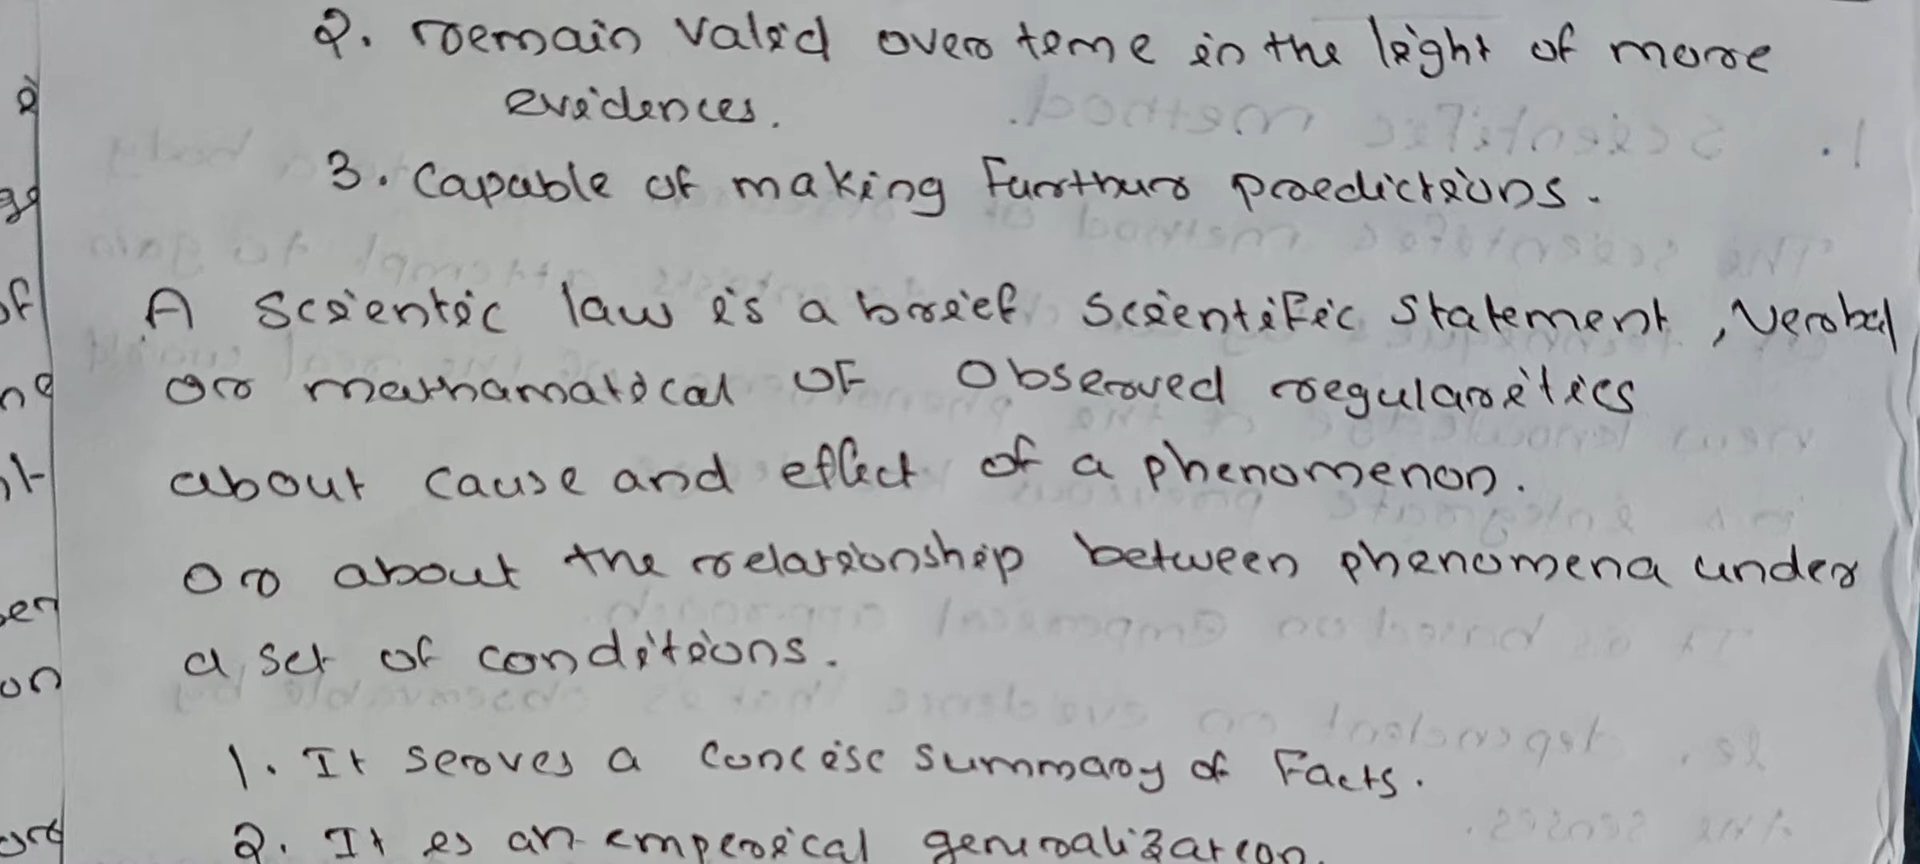 2. remain valid over time in the light of more
evidences.
3. Capable of making Further predictions.
A scientic law is a brief scientific statement, verbal
or mathamatical of observed regularities
about cause and effect of a phenomenon.
Or about the relationship between phenomena under
a set of conditions.
1. It serves a concise summary of Facts.
2. It is an emperical generalization.